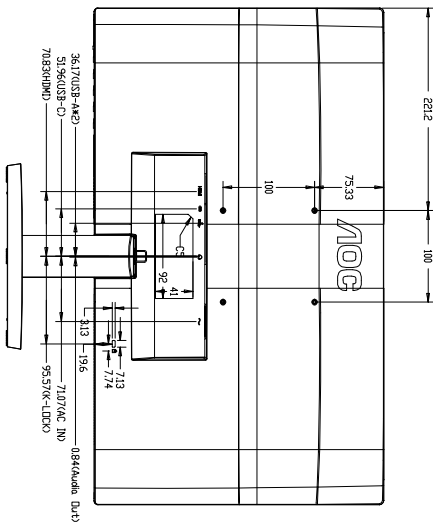 221.2
100
75.33
100
AOC
36.17(USB-A*2)
51.96(USB-C)
70.83(HDMI)
HDMI
C5
92
41
3.13
19.6
7.74
7.13
0.84(Audio Out)
71.07(AC IN)
95.57(K-LOCK)